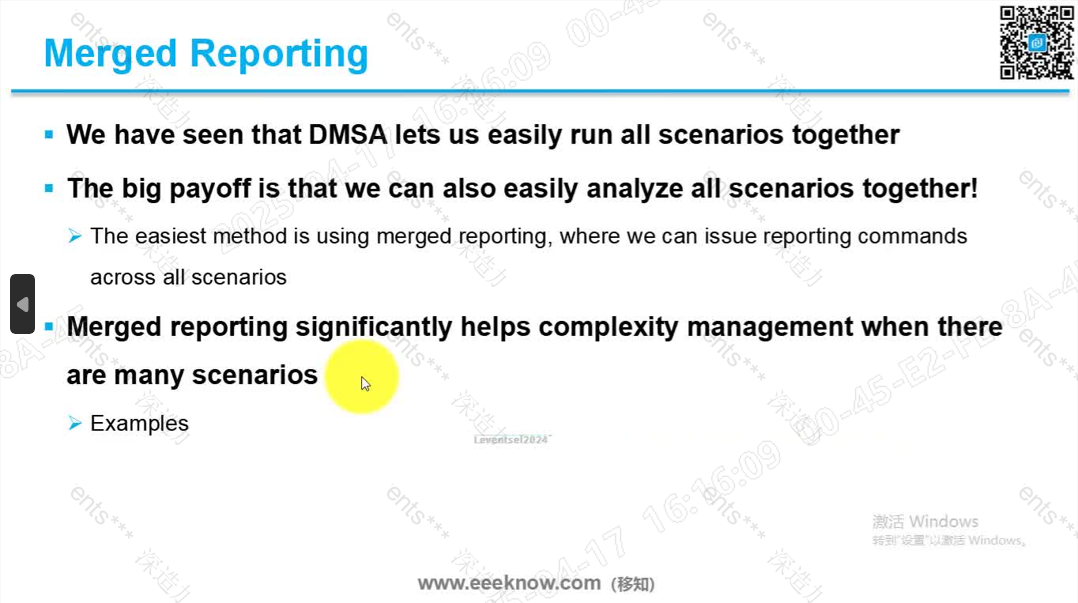 Merged Reporting
We have seen that DMSA lets us easily run all scenarios together
The big payoff is that we can also easily analyze all scenarios together!
The easiest method is using merged reporting, where we can issue reporting commands
across all scenarios
Merged reporting significantly helps complexity management when there
are many scenarios
Examples
Leventsel2024
激活 Windows
转到"设置"以激活 Windows。
www.eeeknow.com（移知）